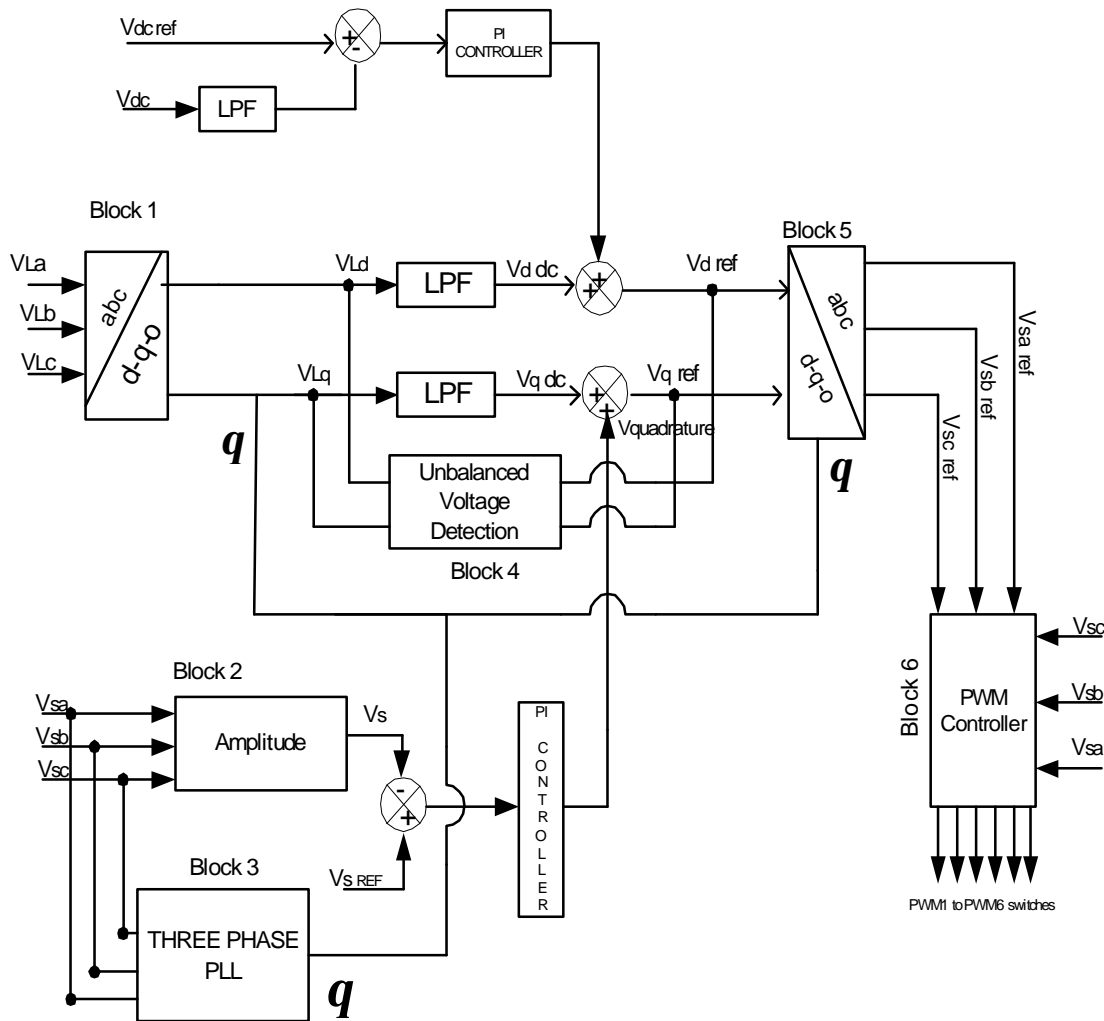 Vdc ref
+
-
PI
CONTROLLER
Vdc
LPF
Block 1
VLa
VLb
VLc
abc
d-q-o
VLd
LPF
Vd dc
+
+
Vd ref
VLq
LPF
Vq dc
+
+
Vq ref
Vquadrature
q
Unbalanced
Voltage
Detection
Block 4
Block 5
abc
d-q-o
q
Vsa ref
Vsb ref
Vsc ref
Block 2
Vsa
Vsb
Vsc
Amplitude
Vs
-
+
Vs REF
PI CONTROLLER
Block 3
THREE PHASE
PLL
q
Block 6
PWM
Controller
Vsc
Vsb
Vsa
PWM1 to PWM6 switches